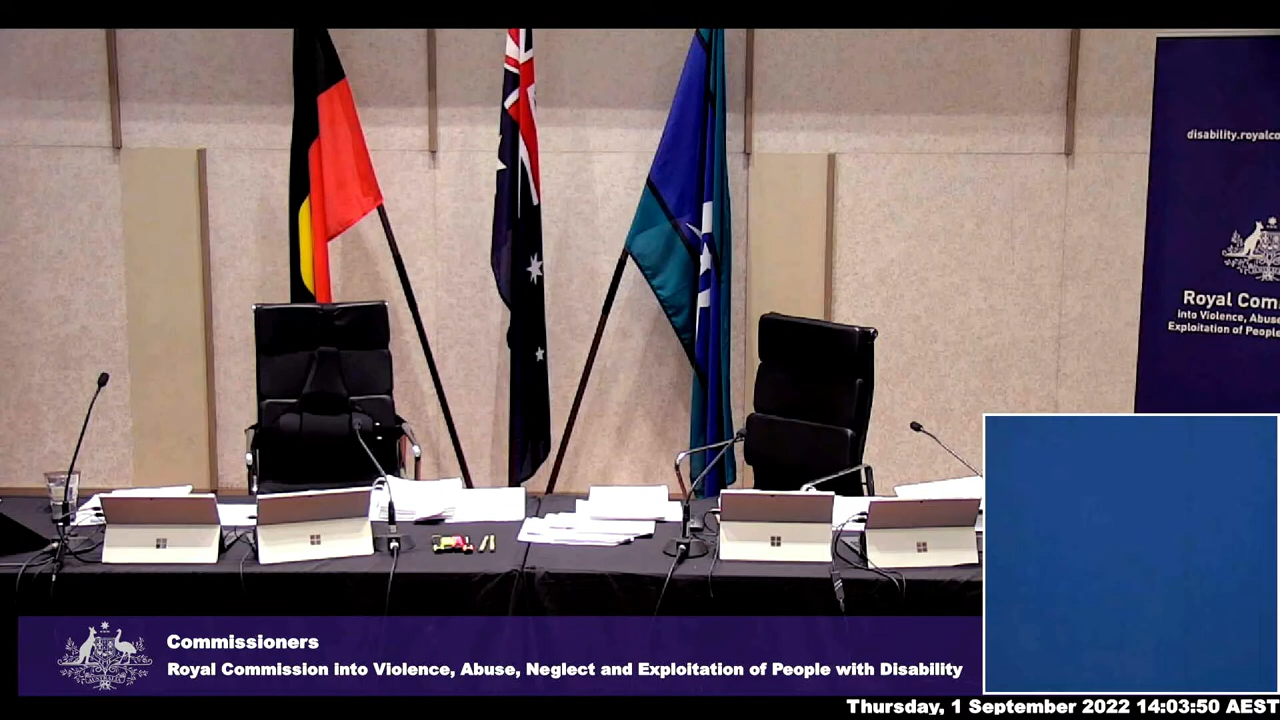 disability.royalco
Royal Com
into Violence, Abuse
Exploitation of People
Commissioners
Royal Commission into Violence, Abuse, Neglect and Exploitation of People with Disability
Thursday, 1 September 2022 14:03:50 AEST